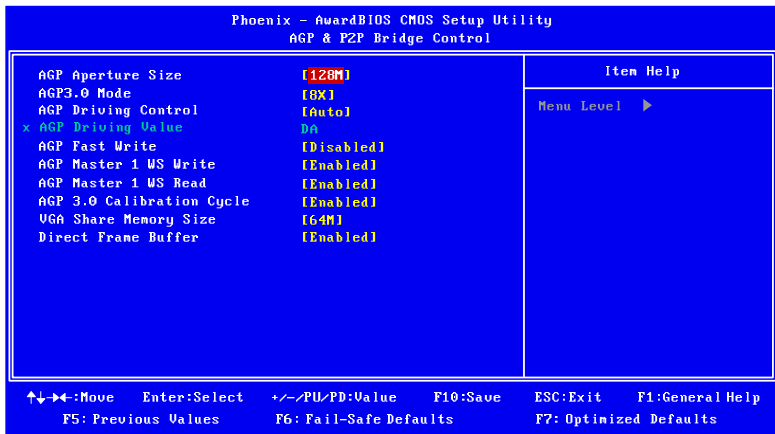 Phoenix - AwardBIOS CMOS Setup Utility
AGP & P2P Bridge Control
AGP Aperture Size [128M]
AGP3.0 Mode [8X]
AGP Driving Control [Auto]
x AGP Driving Value DA
AGP Fast Write [Disabled]
AGP Master 1 WS Write [Enabled]
AGP Master 1 WS Read [Enabled]
AGP 3.0 Calibration Cycle [Enabled]
VGA Share Memory Size [64M]
Direct Frame Buffer [Enabled]
Item Help
Menu Level ▶
↑↓→←:Move Enter:Select +/-/PU/PD:Value F10:Save ESC:Exit F1:General Help
F5: Previous Values F6: Fail-Safe Defaults F7: Optimized Defaults